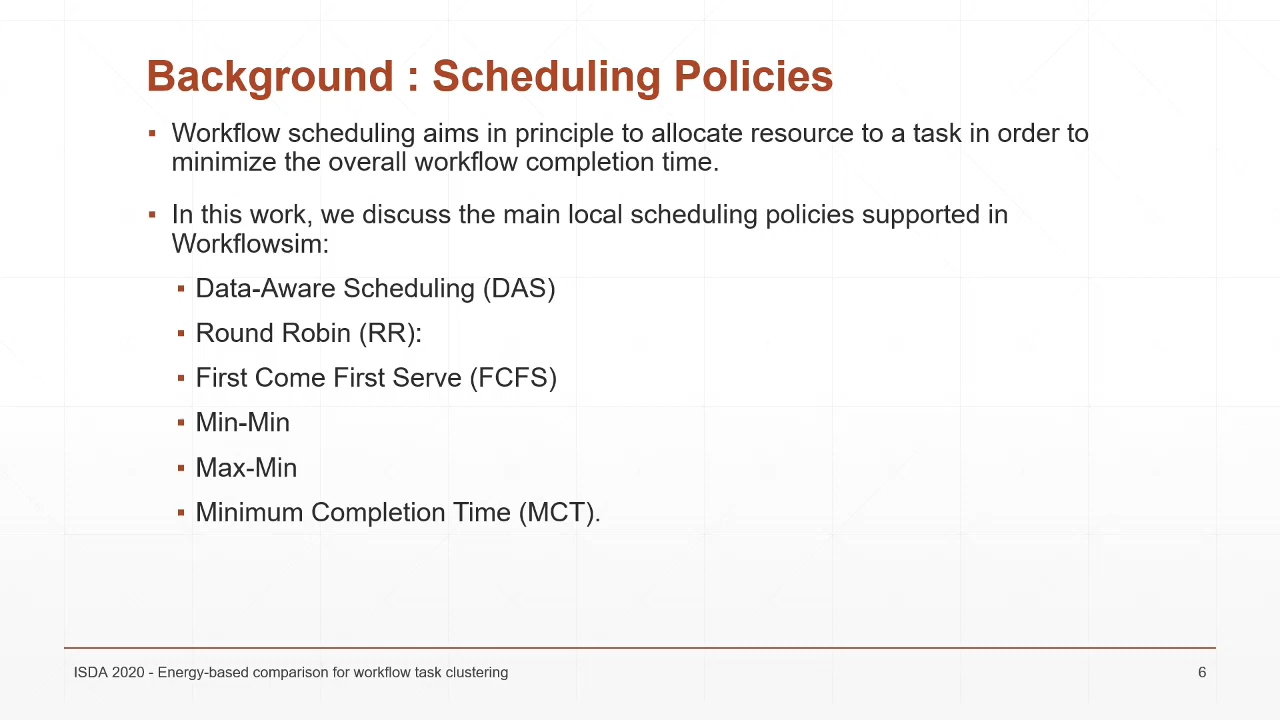 Background : Scheduling Policies
▪ Workflow scheduling aims in principle to allocate resource to a task in order to
minimize the overall workflow completion time.
▪ In this work, we discuss the main local scheduling policies supported in
Workflowsim:
▪ Data-Aware Scheduling (DAS)
▪ Round Robin (RR):
▪ First Come First Serve (FCFS)
▪ Min-Min
▪ Max-Min
▪ Minimum Completion Time (MCT).
ISDA 2020 - Energy-based comparison for workflow task clustering
6